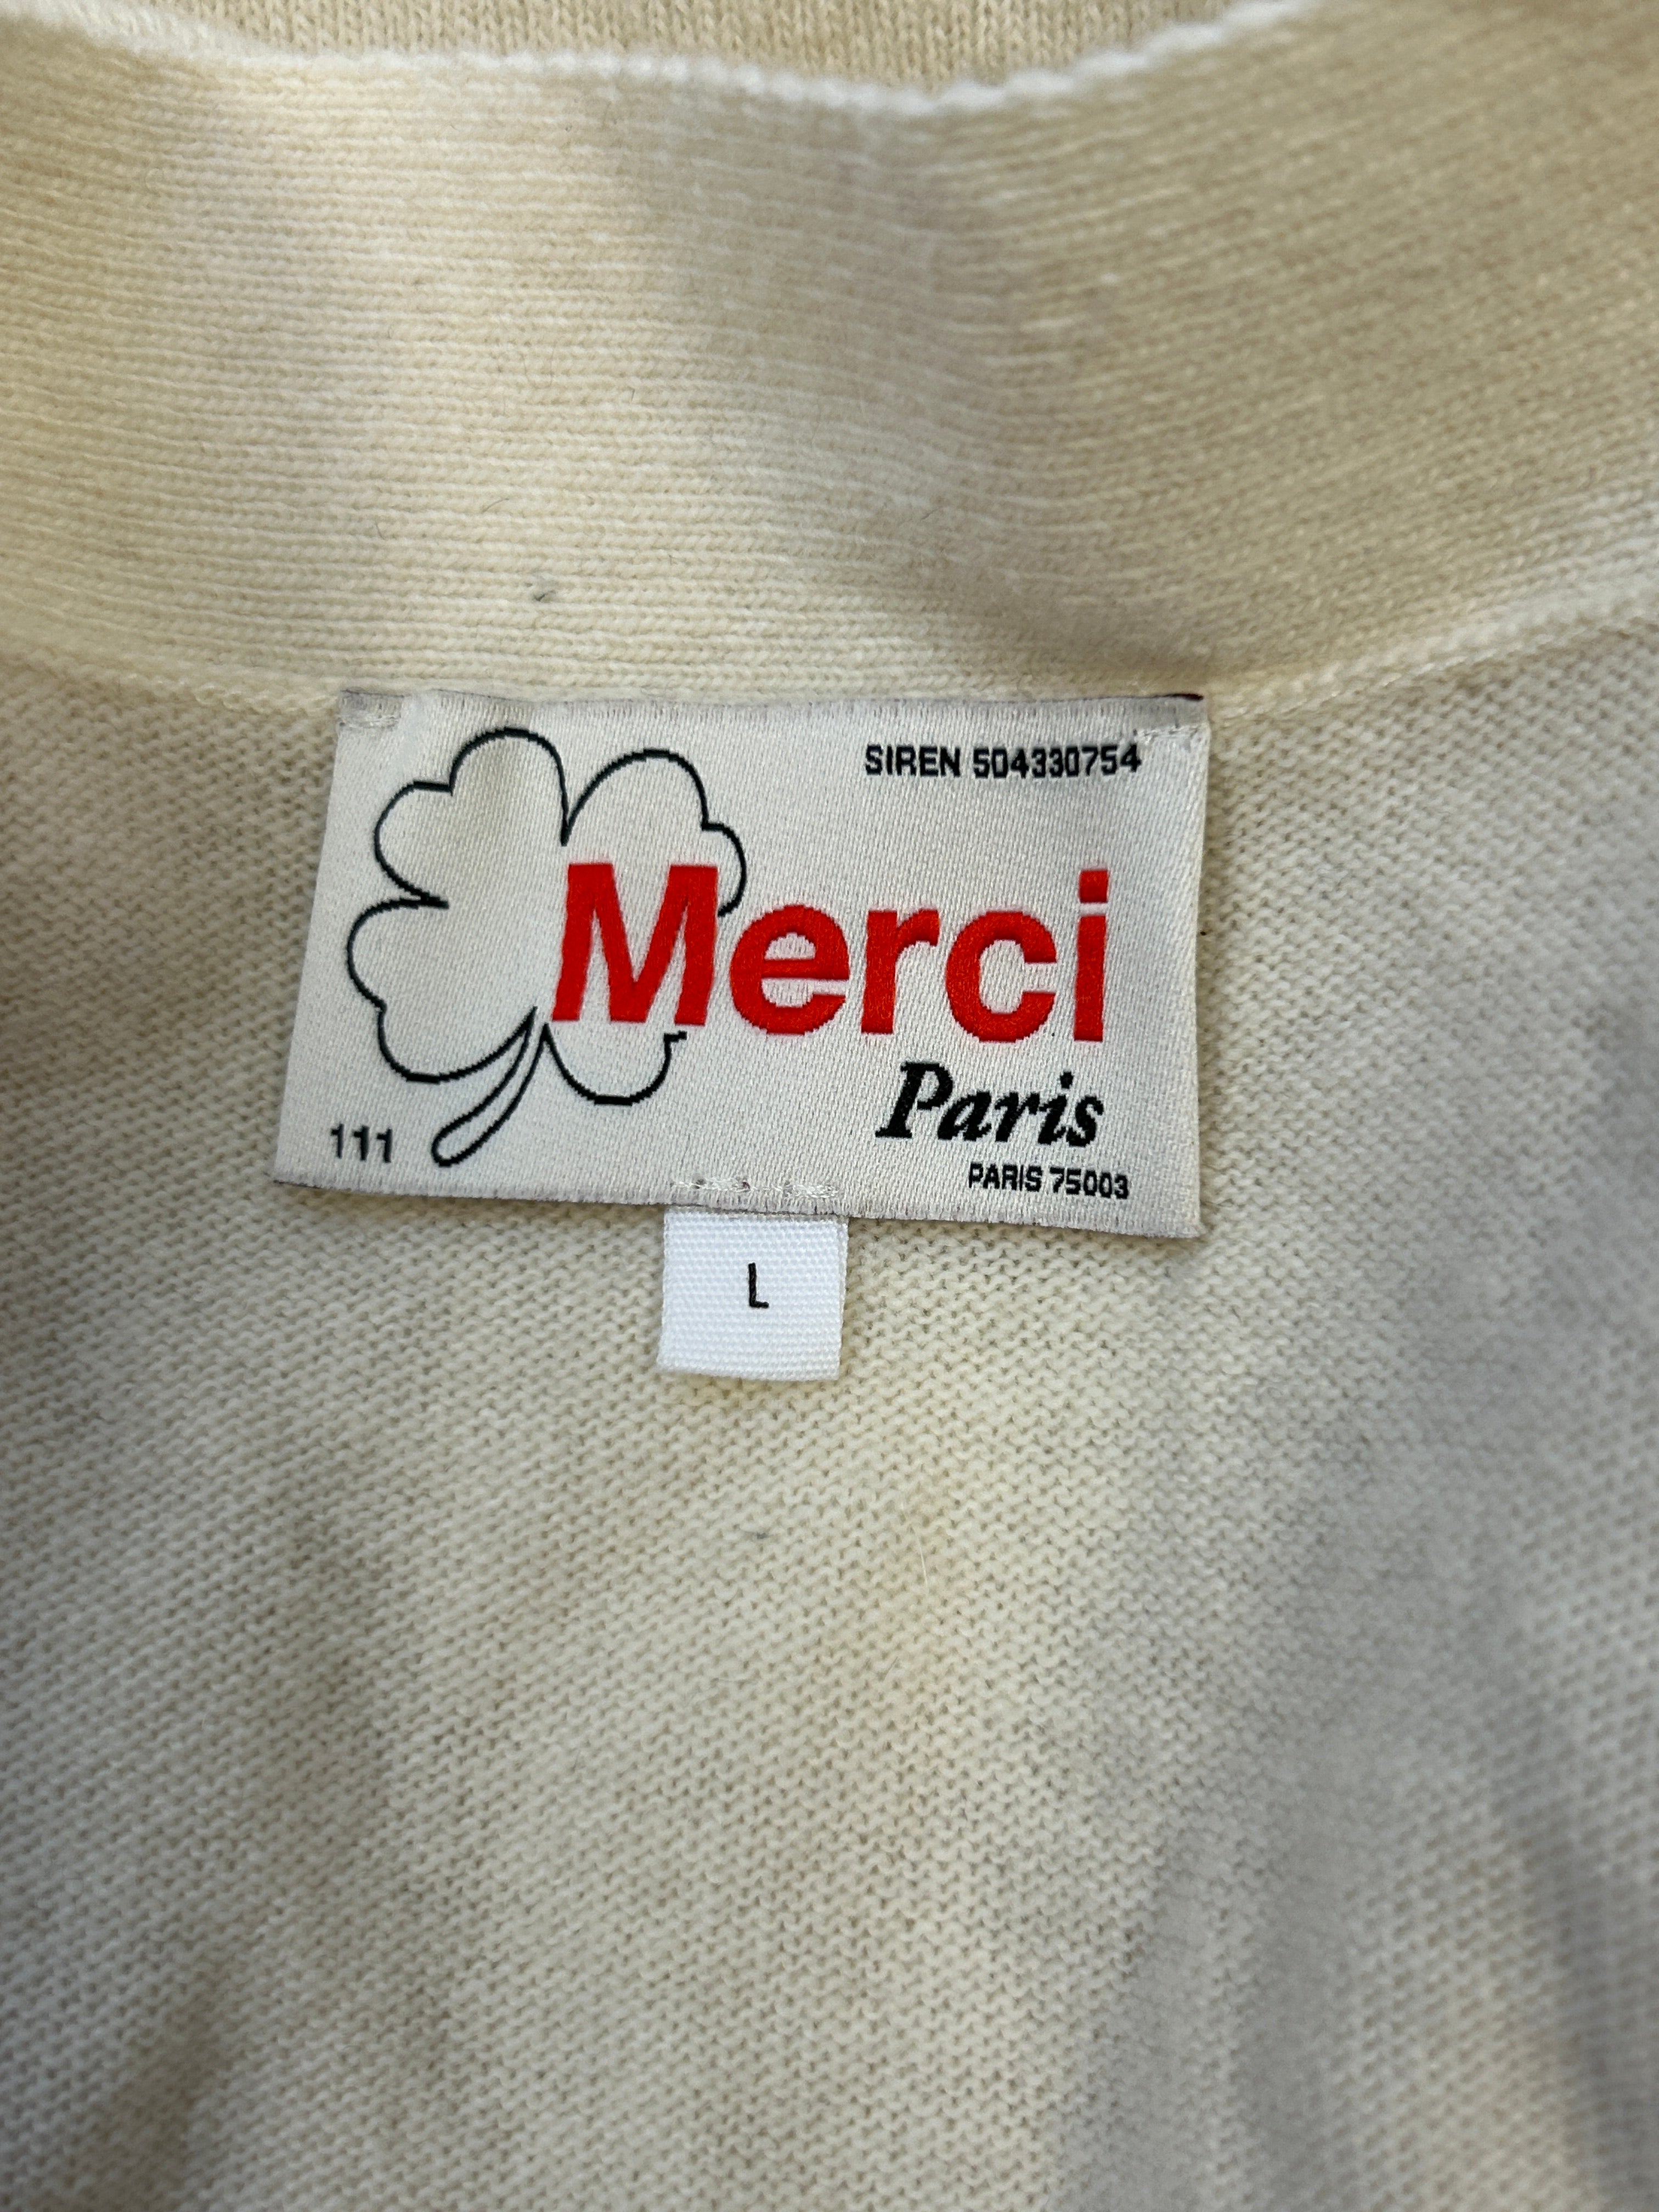 SIREN 504330754
Merci
Paris
111
PARIS 75003
L